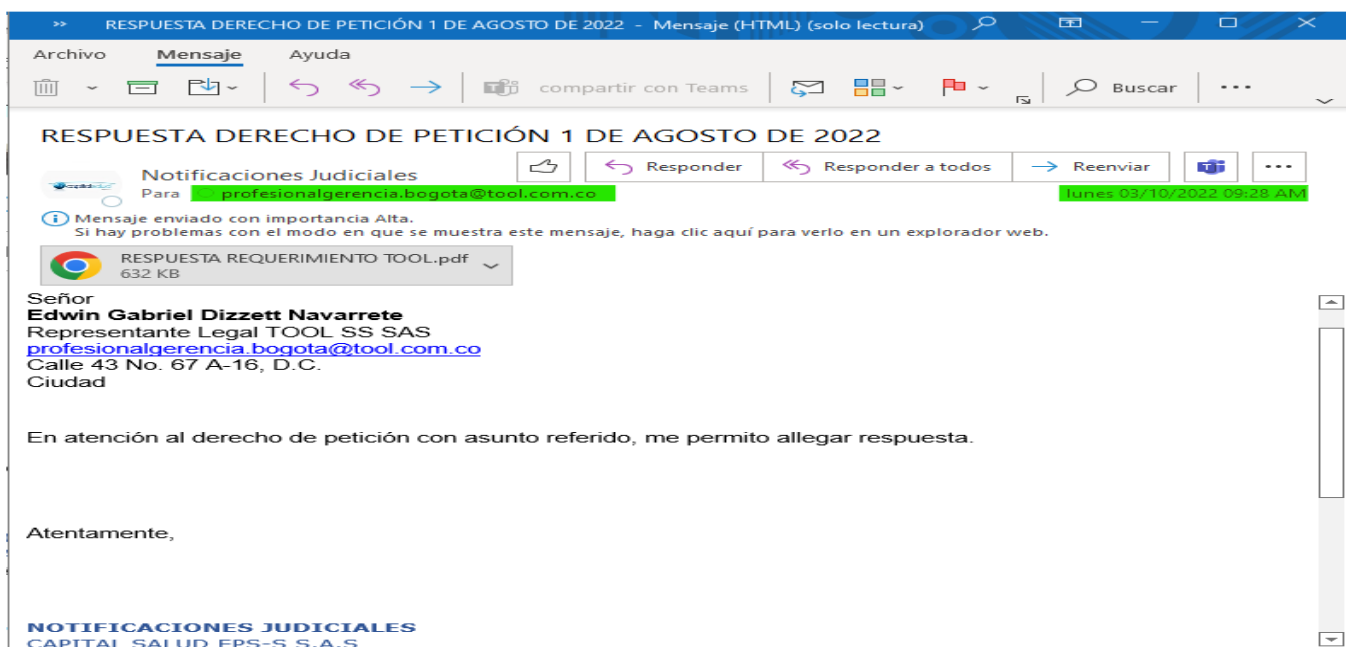 RESPUESTA DERECHO DE PETICIÓN 1 DE AGOSTO DE 2022 - Mensaje (HTML) (solo lectura)
Archivo Mensaje Ayuda
compartir con Teams Buscar ...
RESPUESTA DERECHO DE PETICIÓN 1 DE AGOSTO DE 2022
Notificaciones Judiciales
Responder Responder a todos Reenviar ...
Para profesionalgerencia.bogota@tool.com.co lunes 03/10/2022 09:28 AM
Mensaje enviado con importancia Alta.
Si hay problemas con el modo en que se muestra este mensaje, haga clic aquí para verlo en un explorador web.
RESPUESTA REQUERIMIENTO TOOL.pdf
632 KB
Señor
Edwin Gabriel Dizzett Navarrete
Representante Legal TOOL SS SAS
profesionalgerencia.bogota@tool.com.co
Calle 43 No. 67 A-16, D.C.
Ciudad
En atención al derecho de petición con asunto referido, me permito allegar respuesta.
Atentamente,
NOTIFICACIONES JUDICIALES
CAPITAL SALUD EPS-S S.A.S